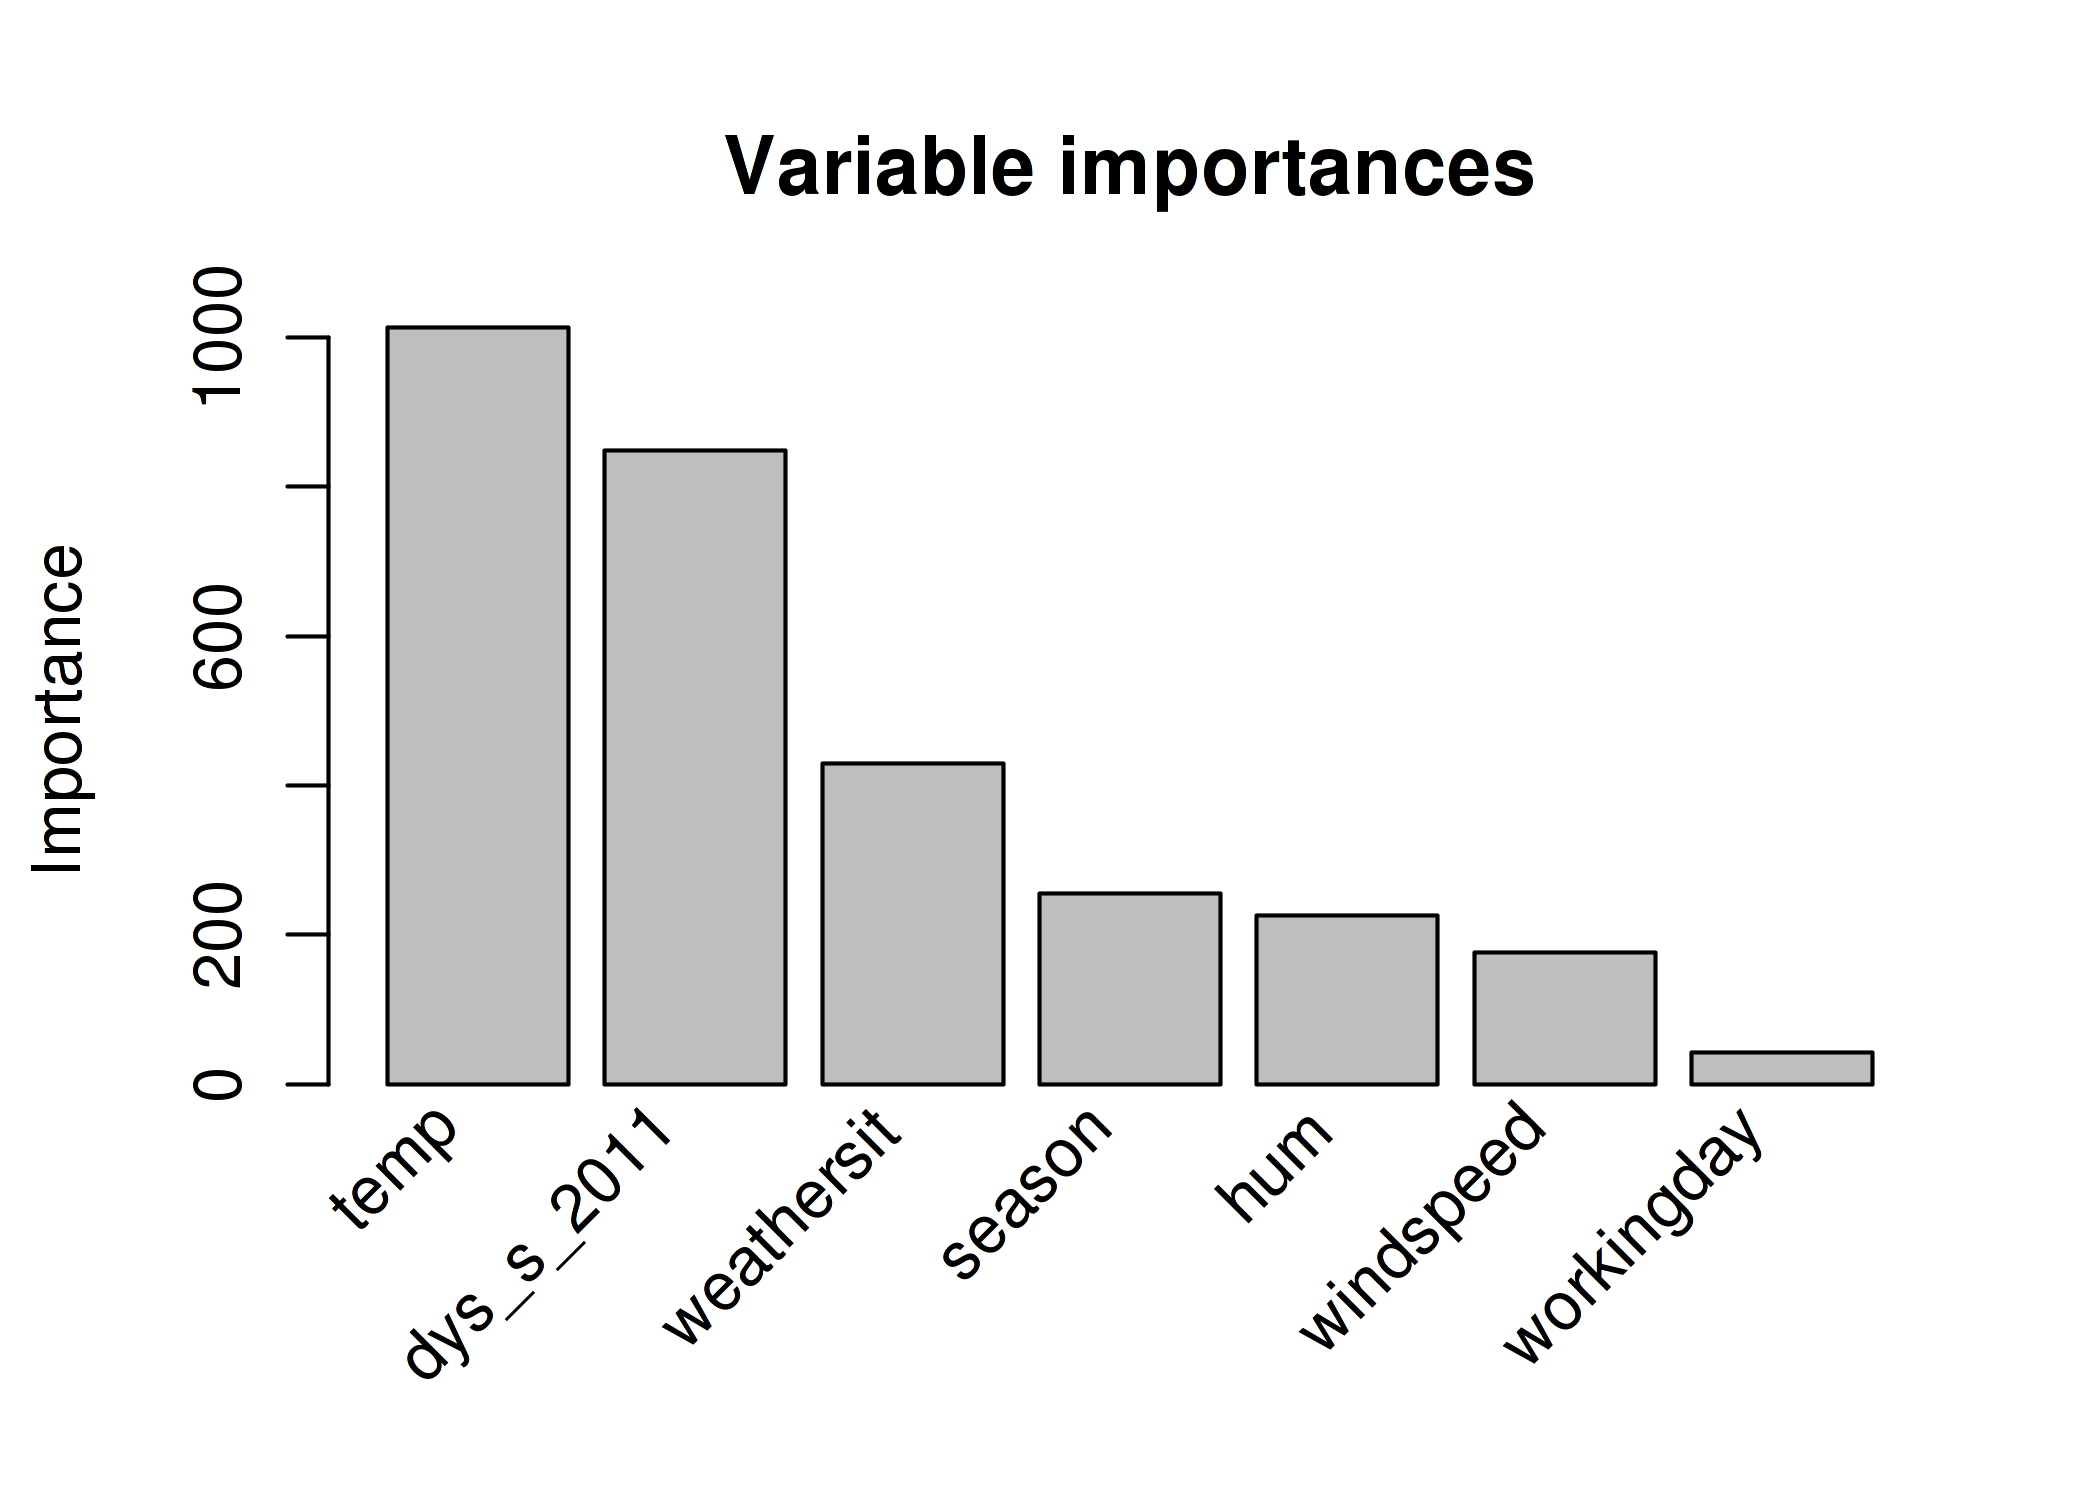 Variable importances
Importance
1000
600
200
0
temp
dys_s_2011
weathersit
season
hum
windspeed
workingday